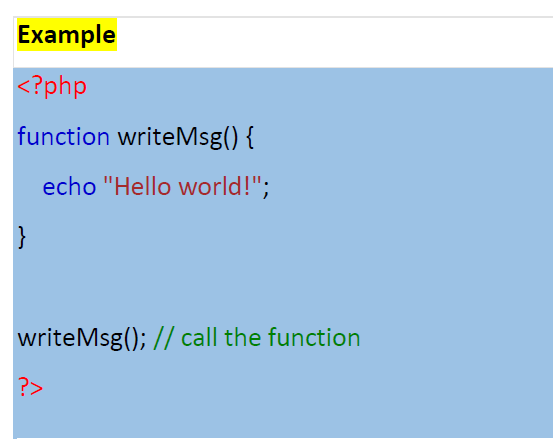 Example
<?php
function writeMsg() {
    echo "Hello world!";
}
writeMsg(); // call the function
?>